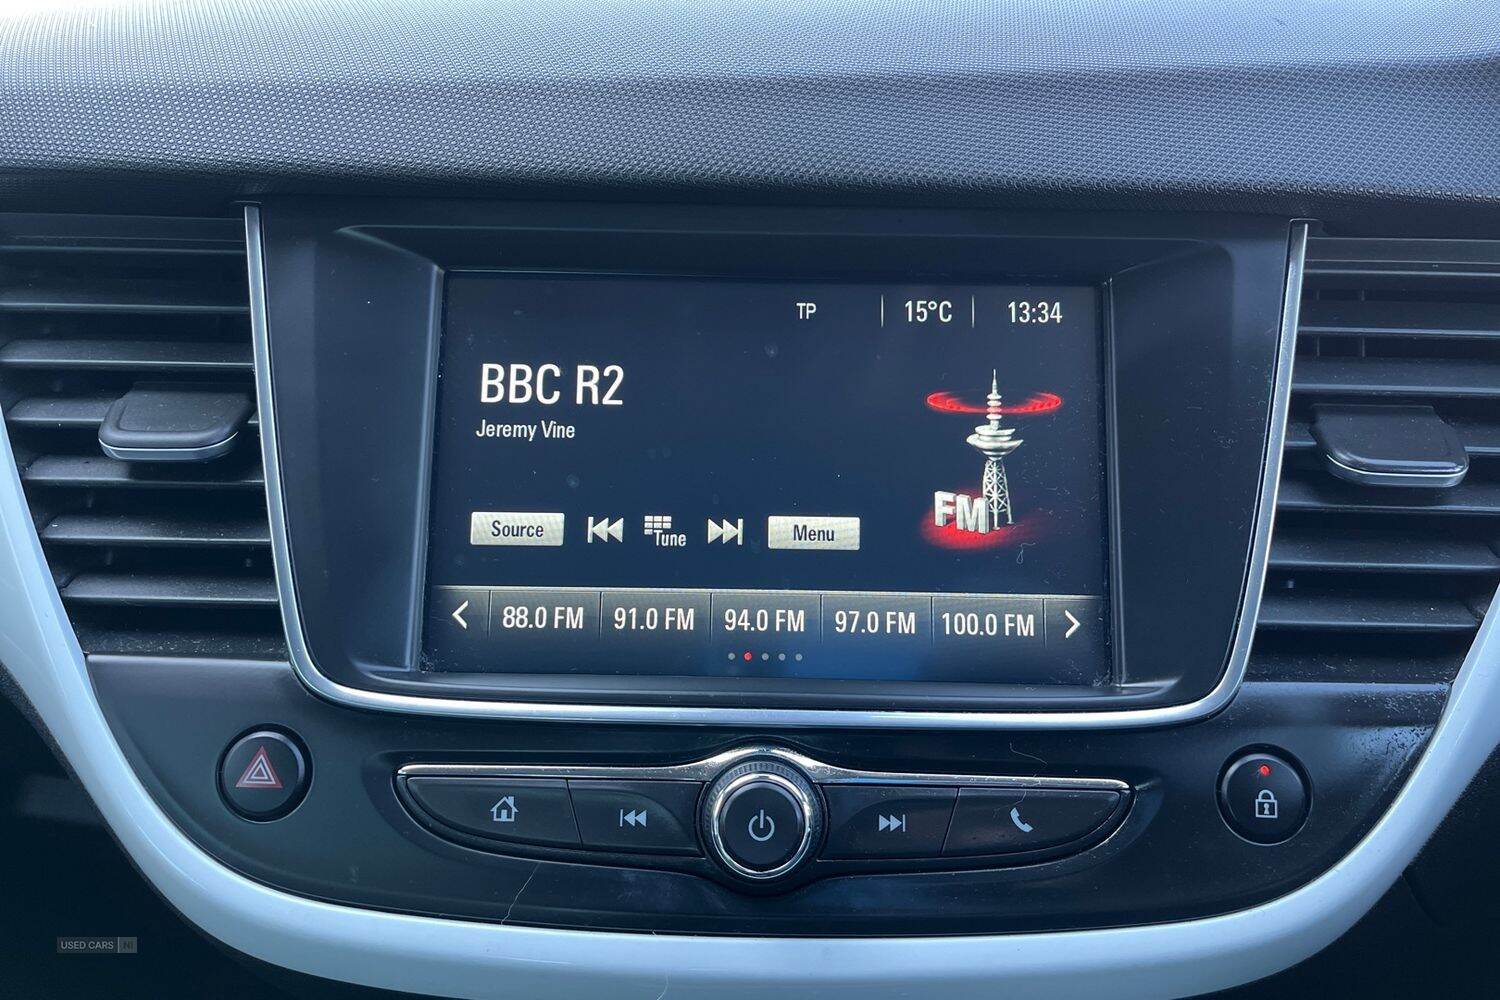 TP 15°C 13:34
BBC R2
Jeremy Vine
Source Tune Menu
FM
88.0 FM 91.0 FM 94.0 FM 97.0 FM 100.0 FM
USED CARS NI